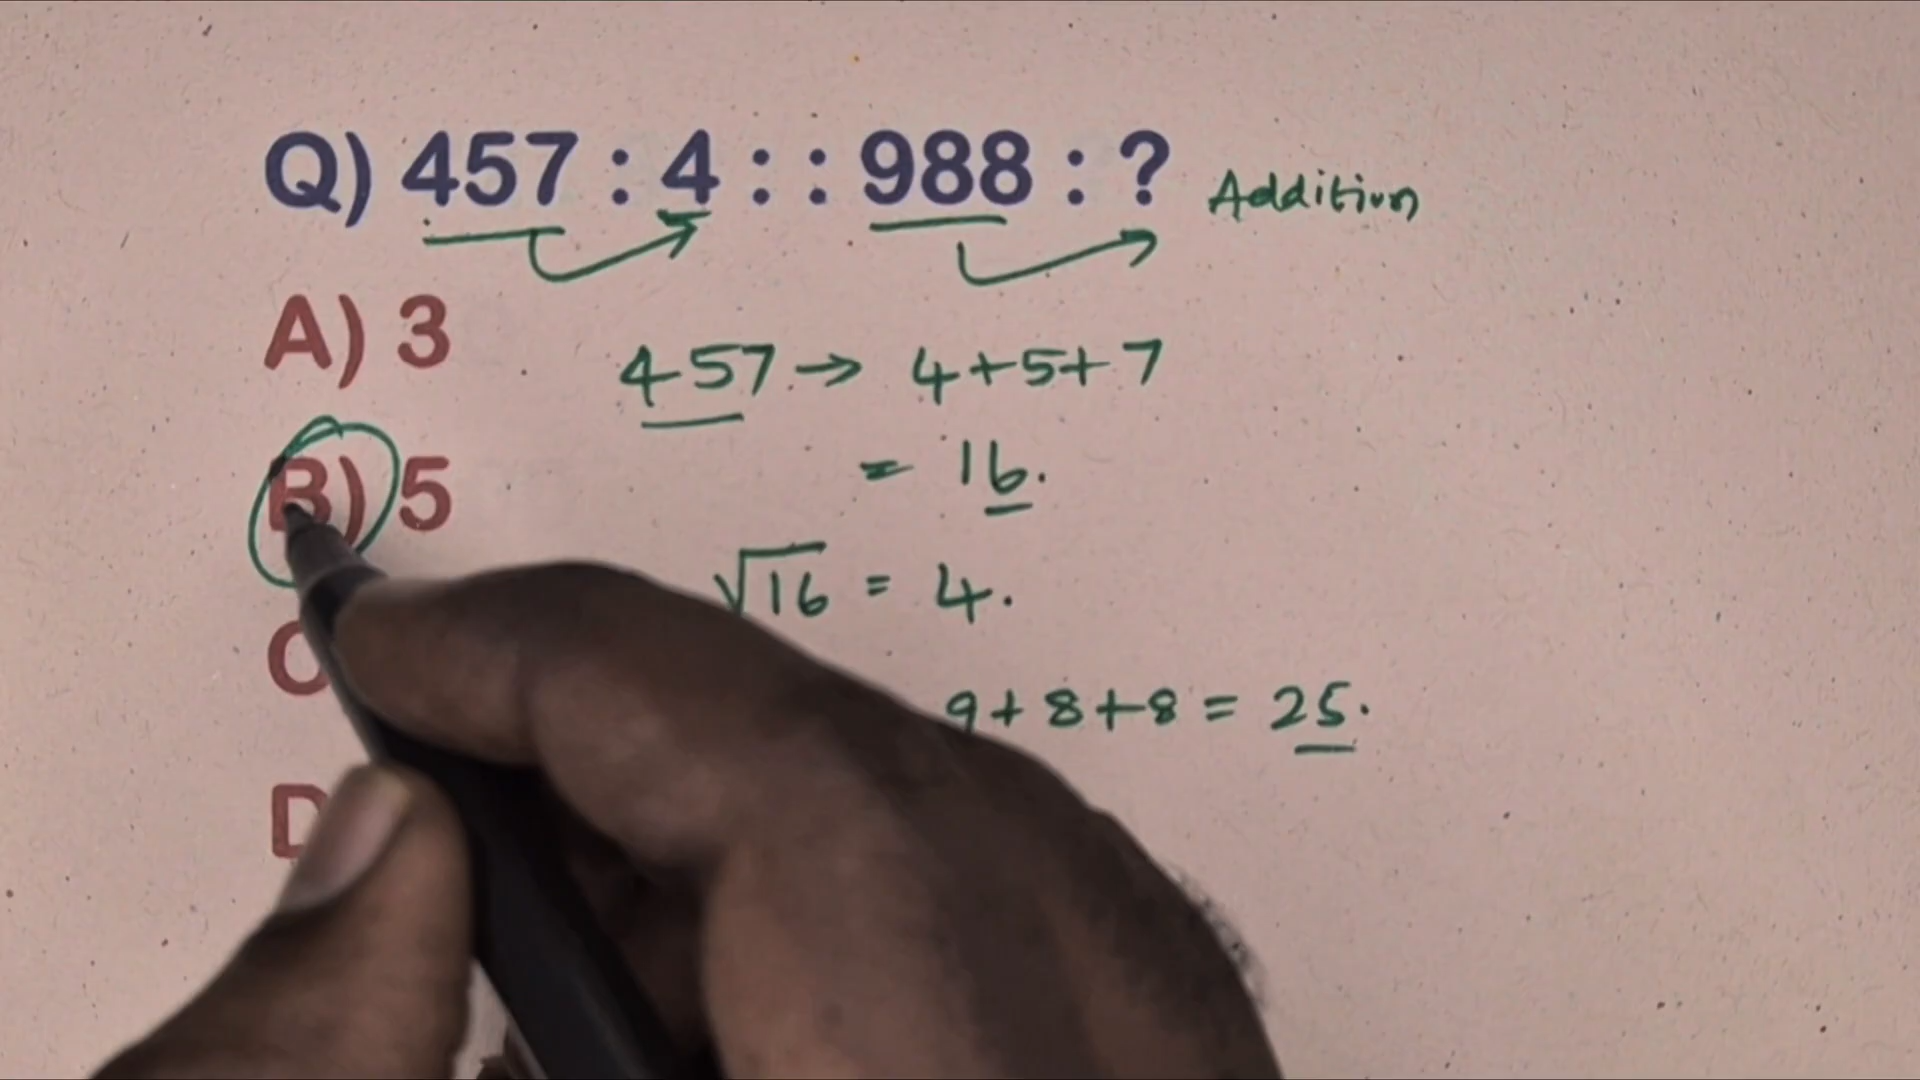 Q) 457 : 4 : : 988 : ? Addition
A) 3
457 → 4+5+7
= 16.
B) 5
√16 = 4.
C
9+8+8 = 25.
D